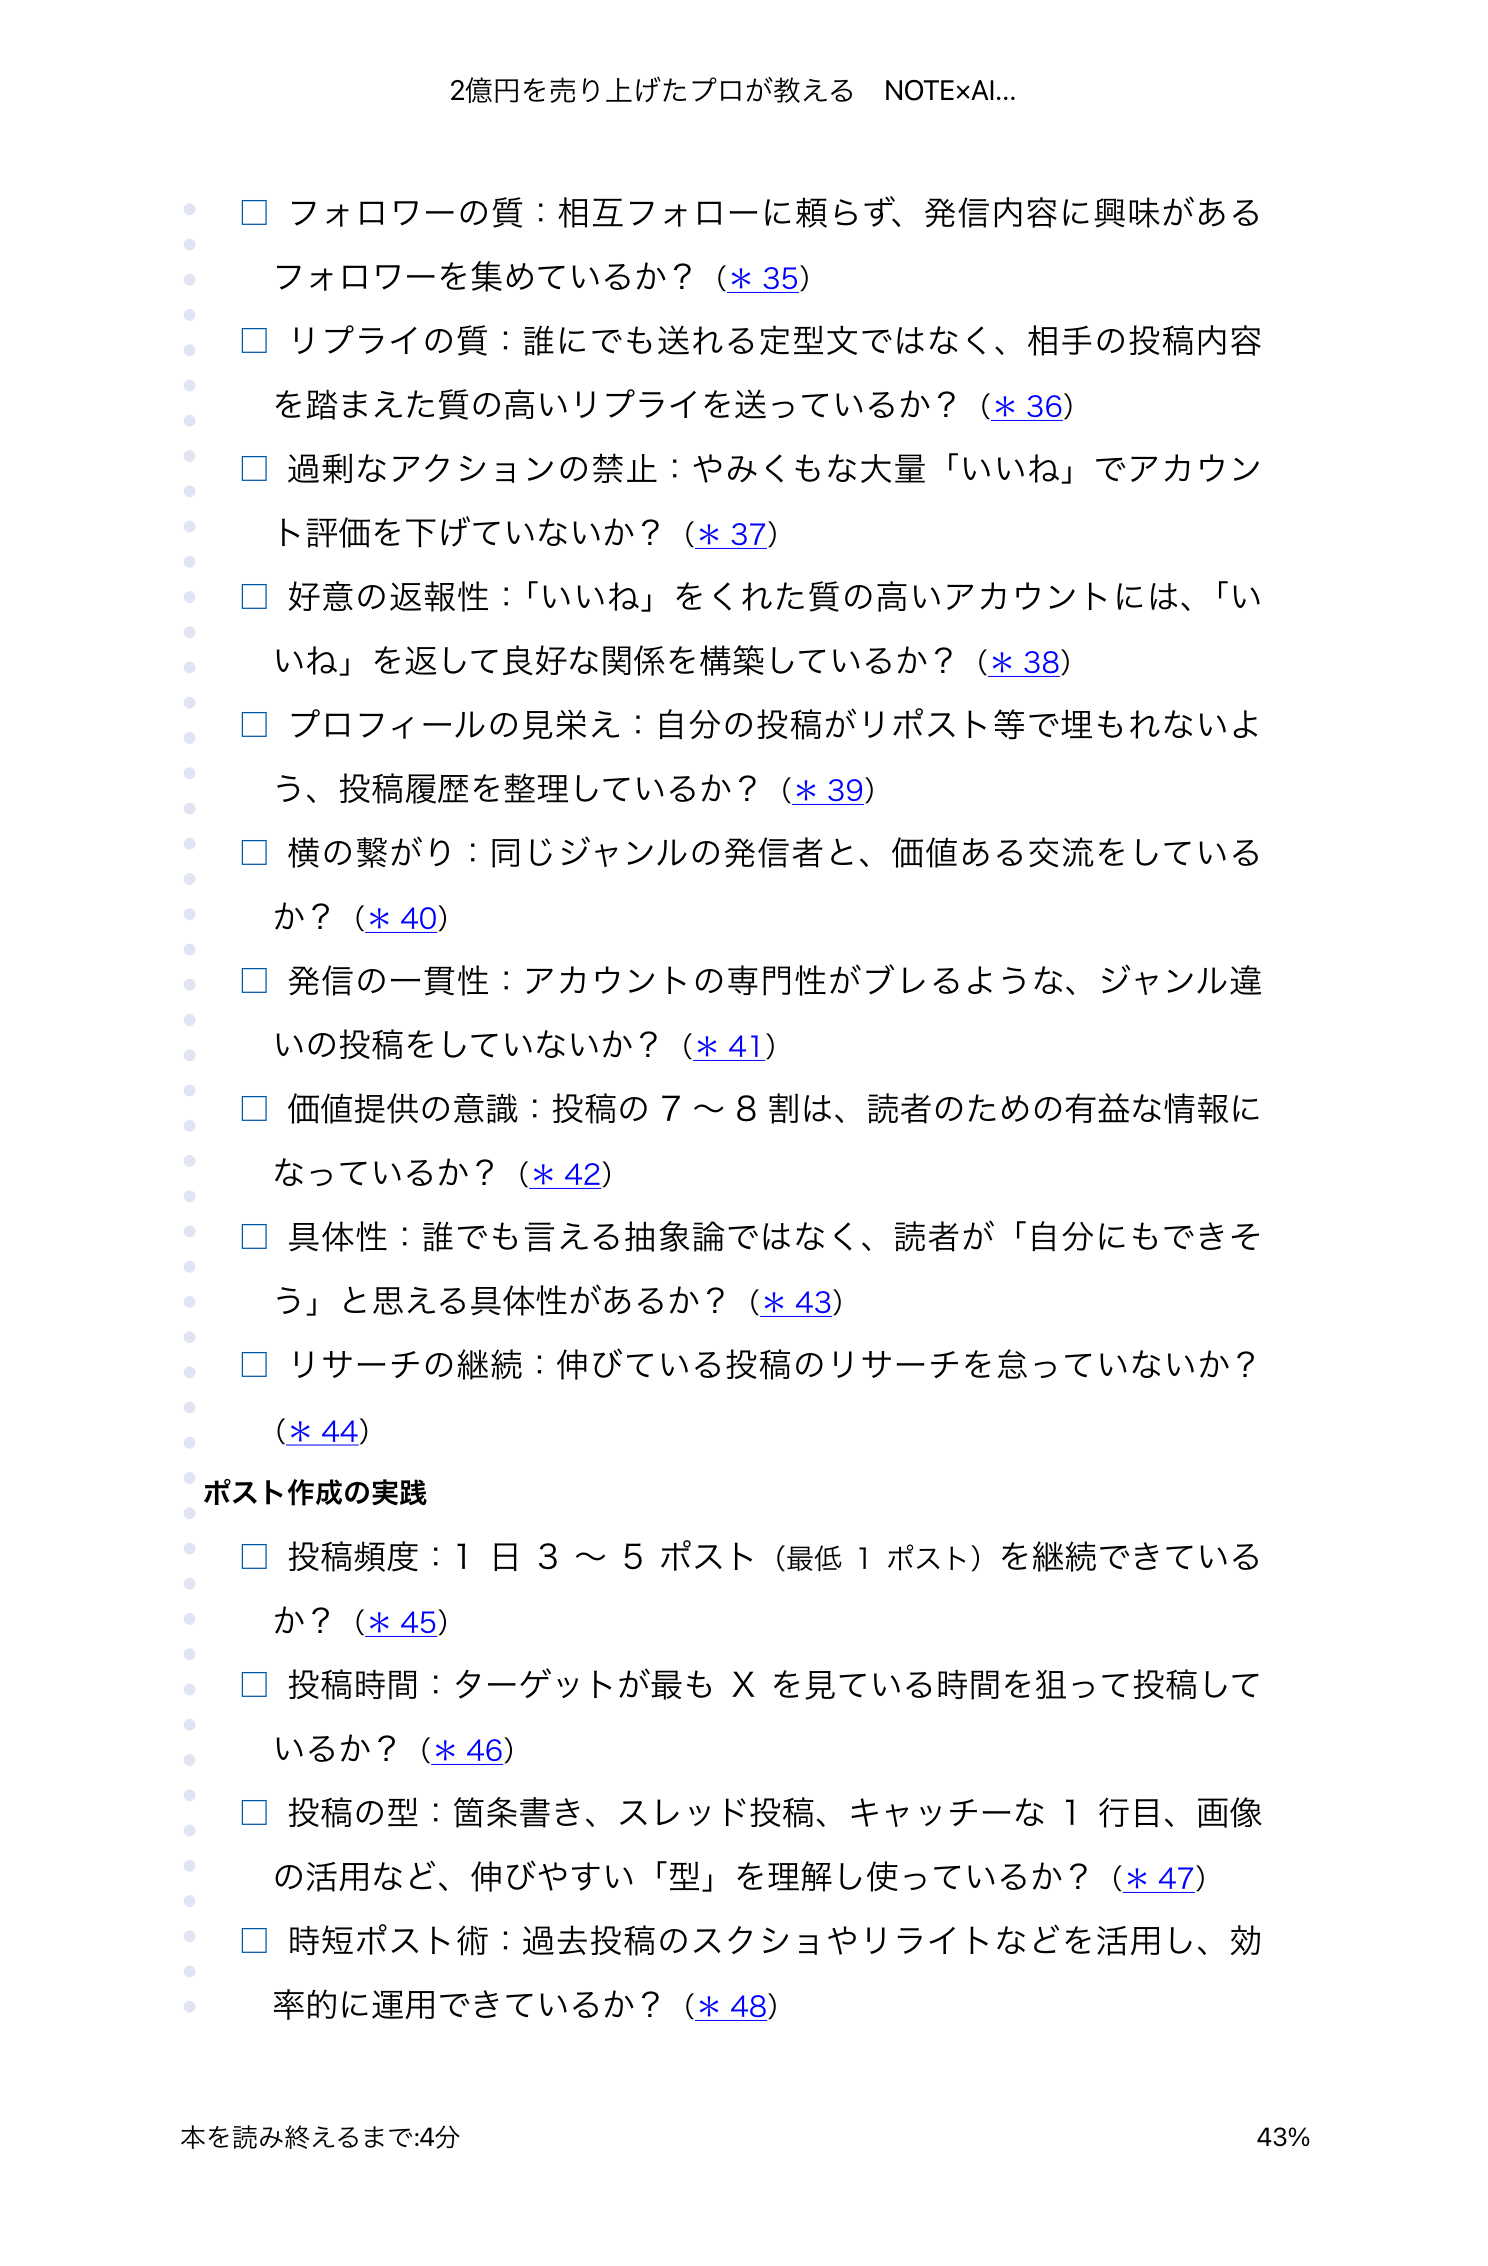 2億円を売り上げたプロが教える　NOTE×AI...
□ フォロワーの質：相互フォローに頼らず、発信内容に興味がある
フォロワーを集めているか？（＊35）
□ リプライの質：誰にでも送れる定型文ではなく、相手の投稿内容
を踏まえた質の高いリプライを送っているか？（＊36）
□ 過剰なアクションの禁止：やみくもな大量「いいね」でアカウン
ト評価を下げていないか？（＊37）
□ 好意の返報性：「いいね」をくれた質の高いアカウントには、「い
いね」を返して良好な関係を構築しているか？（＊38）
□ プロフィールの見栄え：自分の投稿がリポスト等で埋もれないよ
う、投稿履歴を整理しているか？（＊39）
□ 横の繋がり：同じジャンルの発信者と、価値ある交流をしている
か？（＊40）
□ 発信の一貫性：アカウントの専門性がブレるような、ジャンル違
いの投稿をしていないか？（＊41）
□ 価値提供の意識：投稿の 7 〜 8 割は、読者のための有益な情報に
なっているか？（＊42）
□ 具体性：誰でも言える抽象論ではなく、読者が「自分にもできそ
う」と思える具体性があるか？（＊43）
□ リサーチの継続：伸びている投稿のリサーチを怠っていないか？
（＊44）
ポスト作成の実践
□ 投稿頻度：1 日 3 〜 5 ポスト（最低 1 ポスト）を継続できている
か？（＊45）
□ 投稿時間：ターゲットが最も X を見ている時間を狙って投稿して
いるか？（＊46）
□ 投稿の型：箇条書き、スレッド投稿、キャッチーな 1 行目、画像
の活用など、伸びやすい「型」を理解し使っているか？（＊47）
□ 時短ポスト術：過去投稿のスクショやリライトなどを活用し、効
率的に運用できているか？（＊48）
本を読み終えるまで:4分
43%